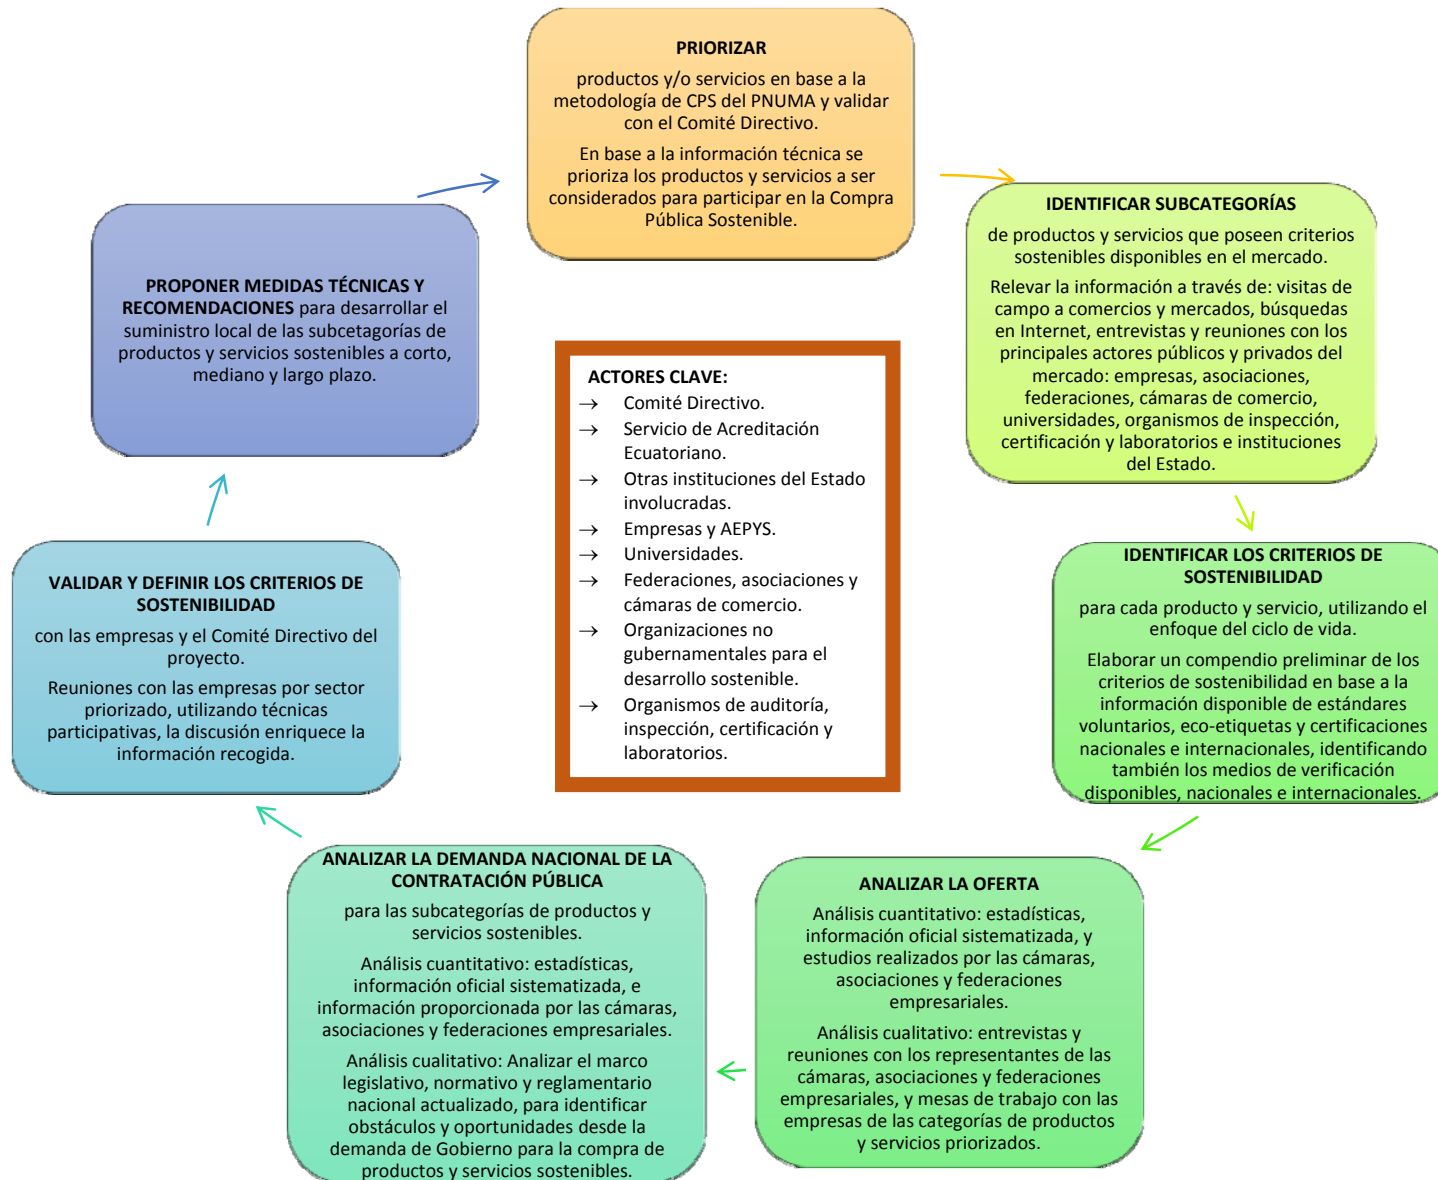 PRIORIZAR
productos y/o servicios en base a la
metodología de CPS del PNUMA y validar
con el Comité Directivo.
En base a la información técnica se
prioriza los productos y servicios a ser
considerados para participar en la Compra
Pública Sostenible.
IDENTIFICAR SUBCATEGORÍAS
de productos y servicios que poseen criterios
sostenibles disponibles en el mercado.
Relevar la información a través de: visitas de
campo a comercios y mercados, búsquedas
en Internet, entrevistas y reuniones con los
principales actores públicos y privados del
mercado: empresas, asociaciones,
federaciones, cámaras de comercio,
universidades, organismos de inspección,
certificación y laboratorios e instituciones
del Estado.
IDENTIFICAR LOS CRITERIOS DE
SOSTENIBILIDAD
para cada producto y servicio, utilizando el
enfoque del ciclo de vida.
Elaborar un compendio preliminar de los
criterios de sostenibilidad en base a la
información disponible de estándares
voluntarios, eco-etiquetas y certificaciones
nacionales e internacionales, identificando
también los medios de verificación
disponibles, nacionales e internacionales.
ANALIZAR LA OFERTA
Análisis cuantitativo: estadísticas,
información oficial sistematizada, y
estudios realizados por las cámaras,
asociaciones y federaciones
empresariales.
Análisis cualitativo: entrevistas y
reuniones con los representantes de las
cámaras, asociaciones y federaciones
empresariales, y mesas de trabajo con las
empresas de las categorías de productos
y servicios priorizados.
ANALIZAR LA DEMANDA NACIONAL DE LA
CONTRATACIÓN PÚBLICA
para las subcategorías de productos y
servicios sostenibles.
Análisis cuantitativo: estadísticas,
información oficial sistematizada, e
información proporcionada por las cámaras,
asociaciones y federaciones empresariales.
Análisis cualitativo: Analizar el marco
legislativo, normativo y reglamentario
nacional actualizado, para identificar
obstáculos y oportunidades desde la
demanda de Gobierno para la compra de
productos y servicios sostenibles.
VALIDAR Y DEFINIR LOS CRITERIOS DE
SOSTENIBILIDAD
con las empresas y el Comité Directivo del
proyecto.
Reuniones con las empresas por sector
priorizado, utilizando técnicas
participativas, la discusión enriquece la
información recogida.
PROPONER MEDIDAS TÉCNICAS Y
RECOMENDACIONES para desarrollar el
suministro local de las subcetagorías de
productos y servicios sostenibles a corto,
mediano y largo plazo.
ACTORES CLAVE:
→ Comité Directivo.
→ Servicio de Acreditación
Ecuatoriano.
→ Otras instituciones del Estado
involucradas.
→ Empresas y AEPYS.
→ Universidades.
→ Federaciones, asociaciones y
cámaras de comercio.
→ Organizaciones no
gubernamentales para el
desarrollo sostenible.
→ Organismos de auditoría,
inspección, certificación y
laboratorios.